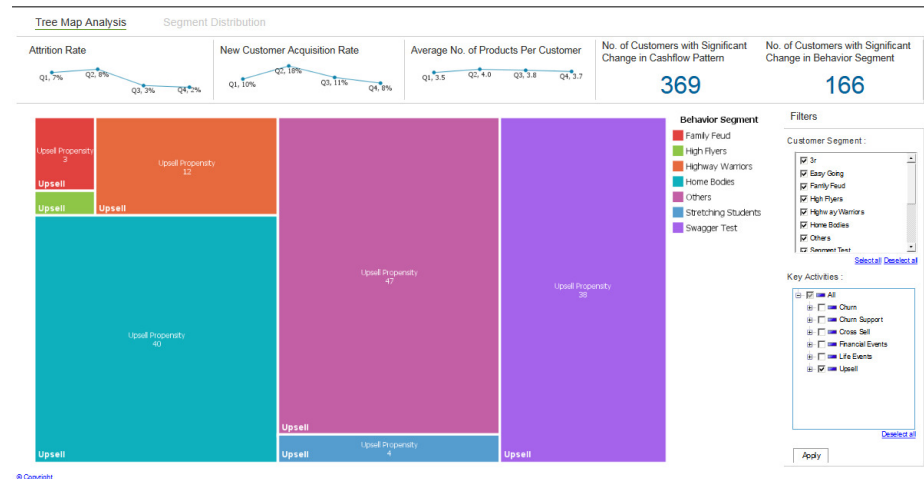 Tree Map Analysis
Segment Distribution
Attrition Rate
Q1, 7%
Q2, 8%
Q3, 3%
Q4, 2%
New Customer Acquisition Rate
Q1, 10%
Q2, 18%
Q3, 11%
Q4, 8%
Average No. of Products Per Customer
Q1, 3.5
Q2, 4.0
Q3, 3.8
Q4, 3.7
No. of Customers with Significant
Change in Cashflow Pattern
369
No. of Customers with Significant
Change in Behavior Segment
166
Upsell Propensity
3
Upsell
Upsell
Upsell Propensity
12
Upsell
Upsell Propensity
40
Upsell
Upsell Propensity
47
Upsell
Upsell Propensity
4
Upsell
Upsell Propensity
38
Upsell
Behavior Segment
Family Feud
High Flyers
Highway Warriors
Home Bodies
Others
Stretching Students
Swagger Test
Filters
Customer Segment :
3r
Easy Going
Family Feud
High Flyers
Highway Warriors
Home Bodies
Others
Segment Test
Select all Deselect all
Key Activities :
All
Churn
Churn Support
Cross Sell
Financial Events
Life Events
Upsell
Deselect all
Apply
© Copyright